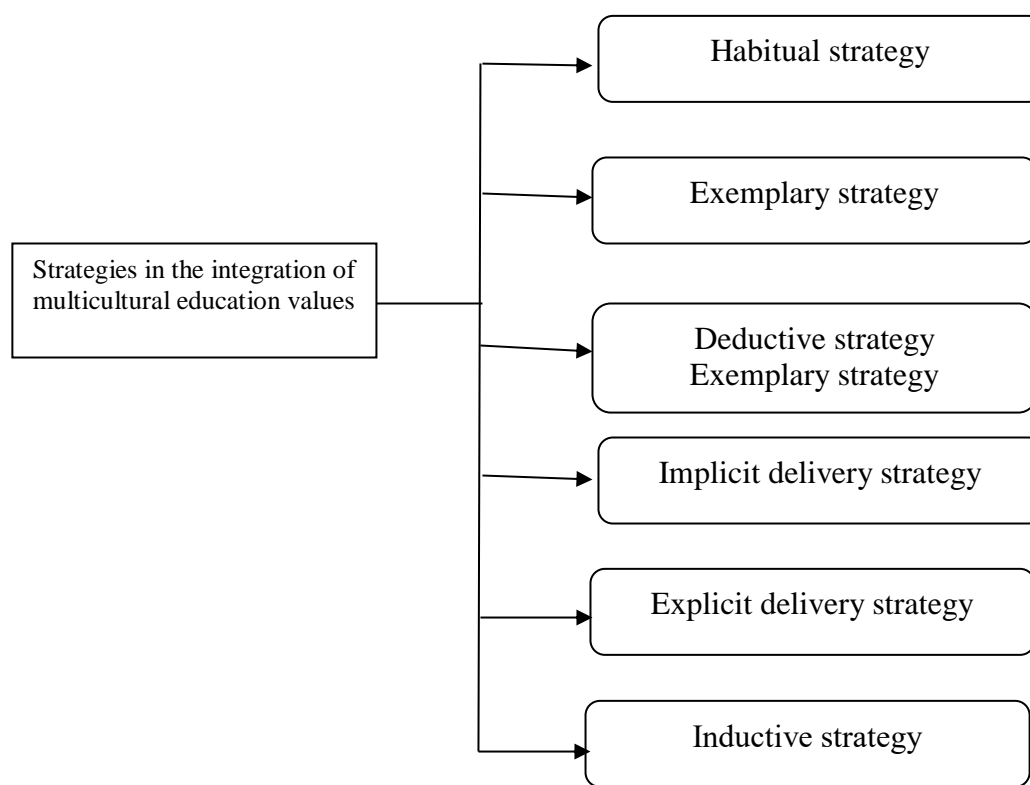 Habitual strategy
Exemplary strategy
Strategies in the integration of
multicultural education values
Deductive strategy
Exemplary strategy
Implicit delivery strategy
Explicit delivery strategy
Inductive strategy